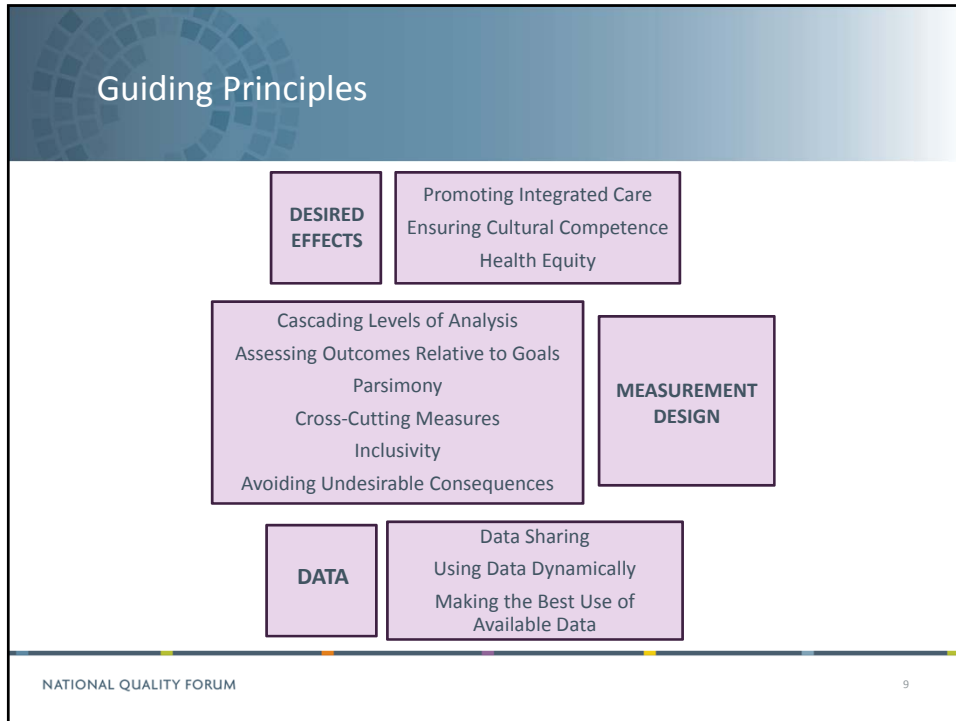 Guiding Principles
DESIRED
EFFECTS
Promoting Integrated Care
Ensuring Cultural Competence
Health Equity
Cascading Levels of Analysis
Assessing Outcomes Relative to Goals
Parsimony
Cross-Cutting Measures
Inclusivity
Avoiding Undesirable Consequences
MEASUREMENT
DESIGN
DATA
Data Sharing
Using Data Dynamically
Making the Best Use of
Available Data
NATIONAL QUALITY FORUM
9